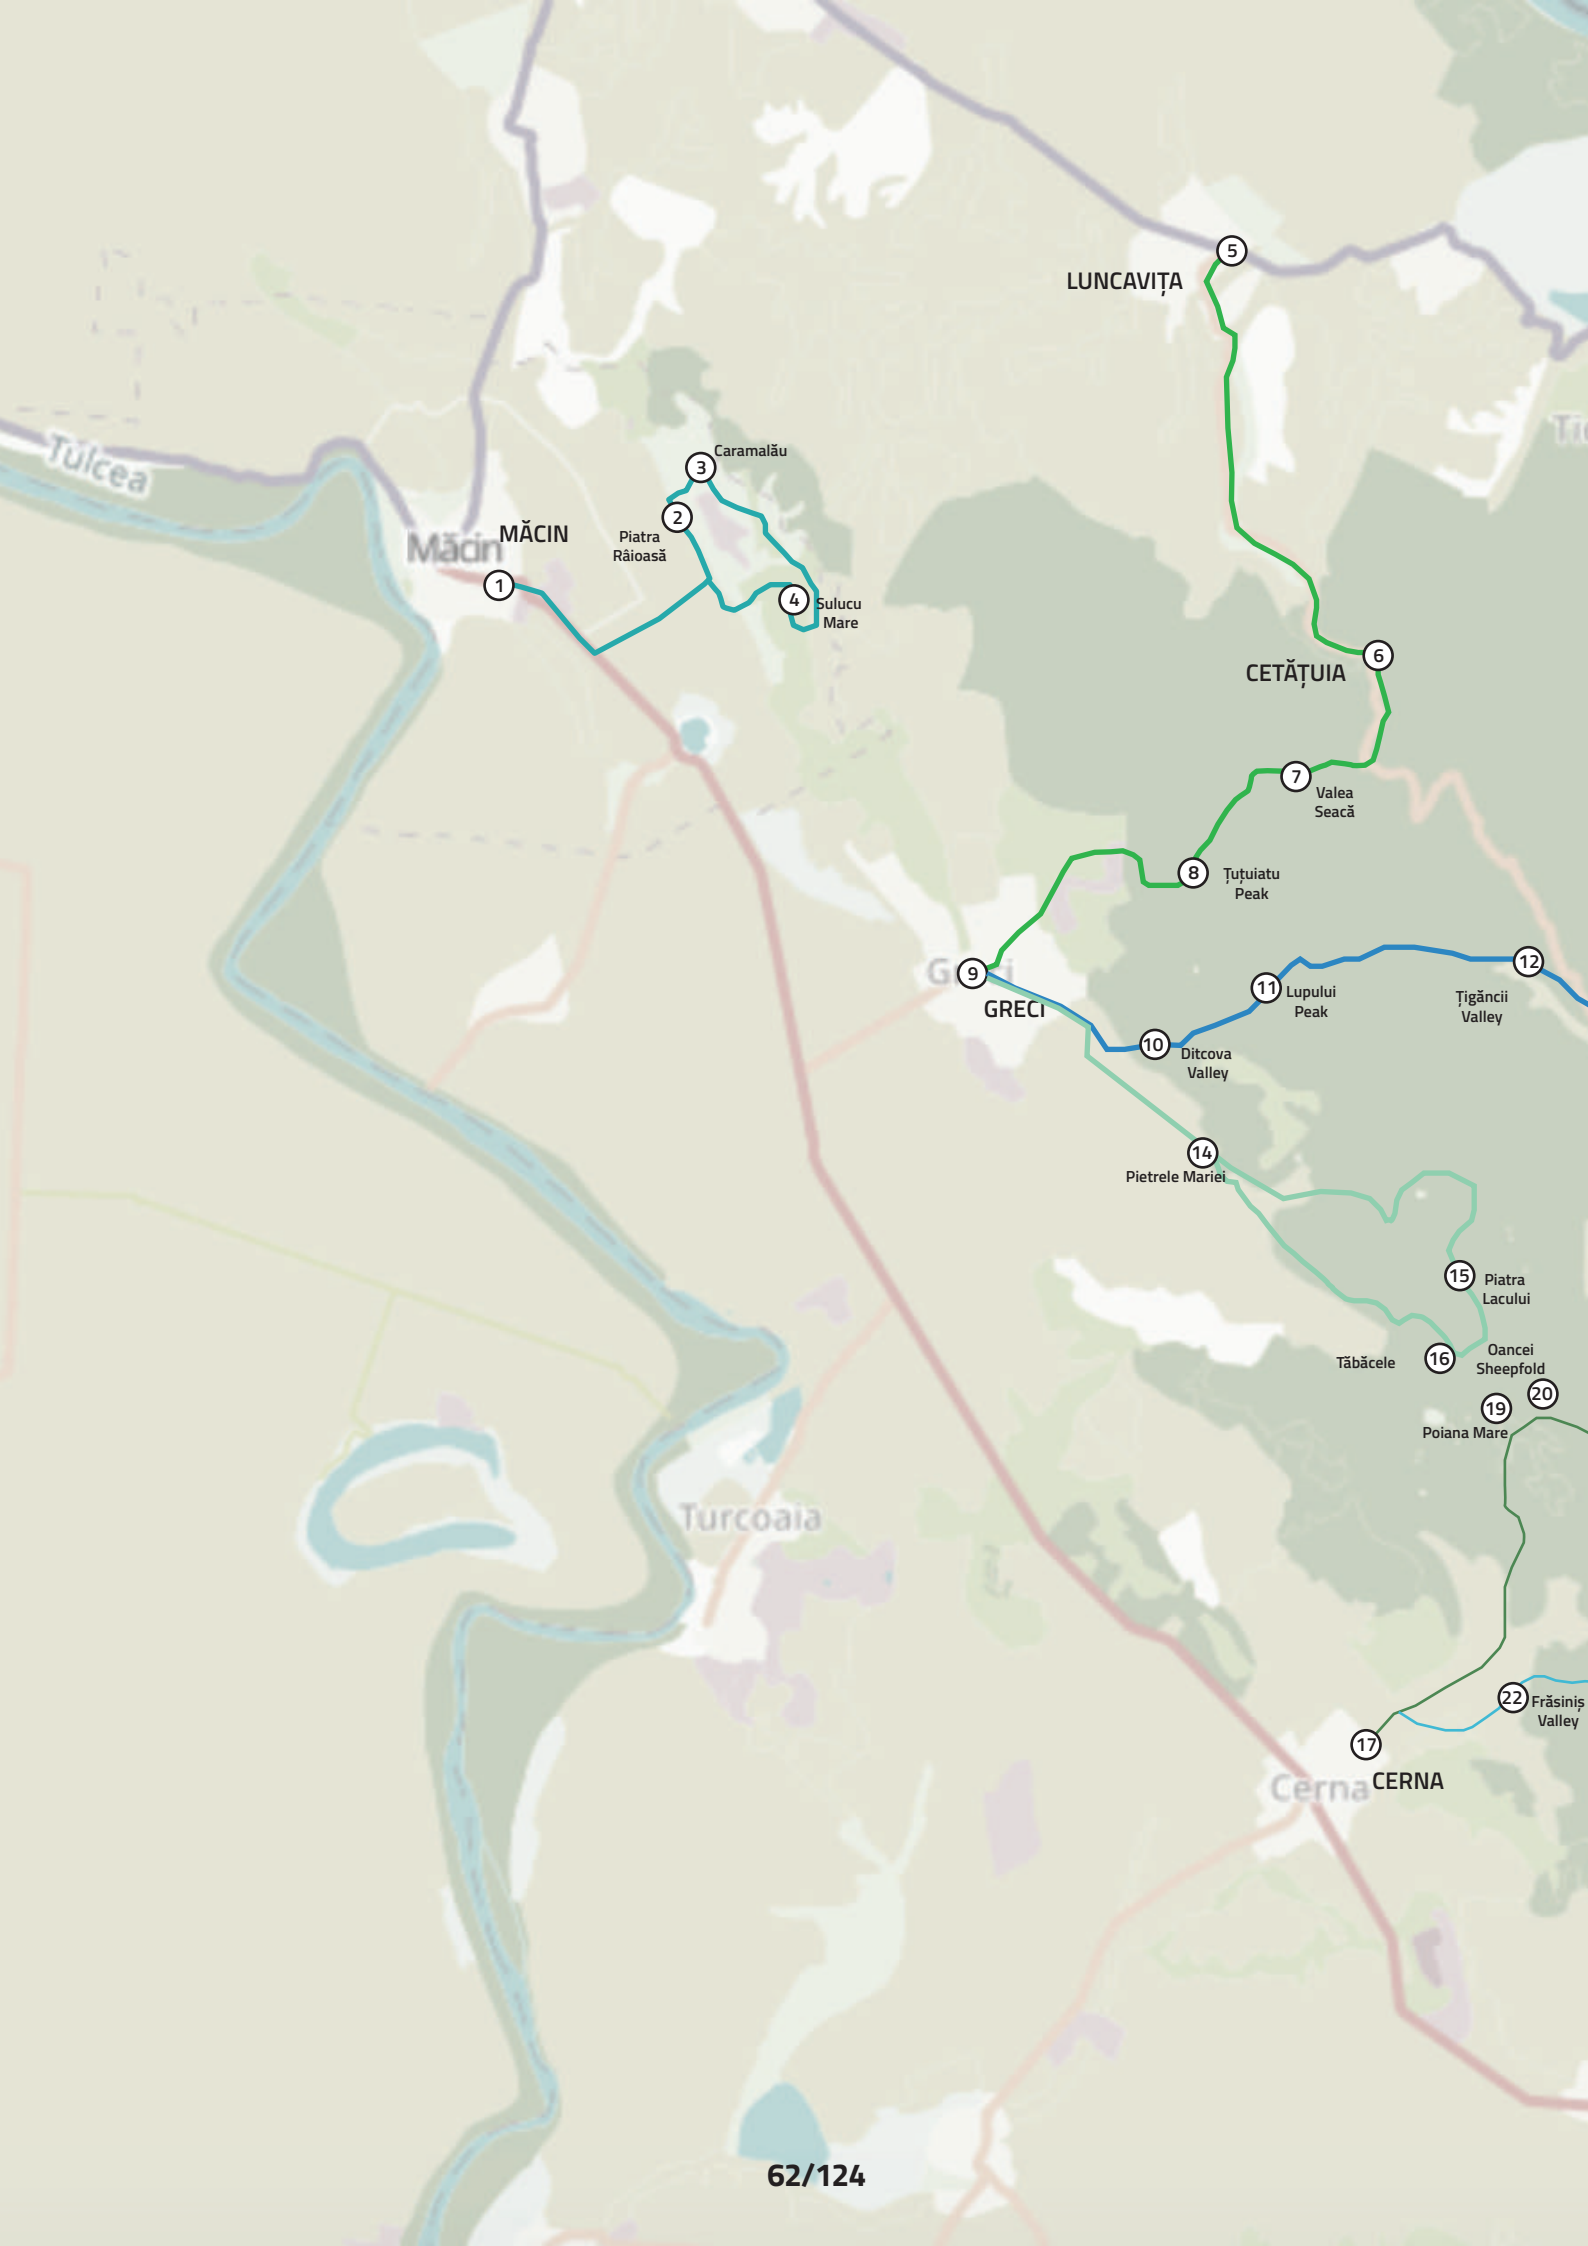 5
LUNCAVIȚA
Tulcea
Caramalău
3
2
Piatra
Râioasă
Măcin
MĂCIN
1
4
Sulucu
Mare
6
CETĂȚUIA
7
Valea
Seacă
8
Țuțuiatu
Peak
9
GRECI
12
11
Lupului
Peak
Țigăncii
Valley
10
Ditcova
Valley
14
Pietrele Mariei
15
Piatra
Lacului
16
Tăbăcele
Oancei
Sheepfold
20
19
Poiana Mare
Turcoaia
22
Frăsiniș
Valley
17
Cerna
CERNA
62/124